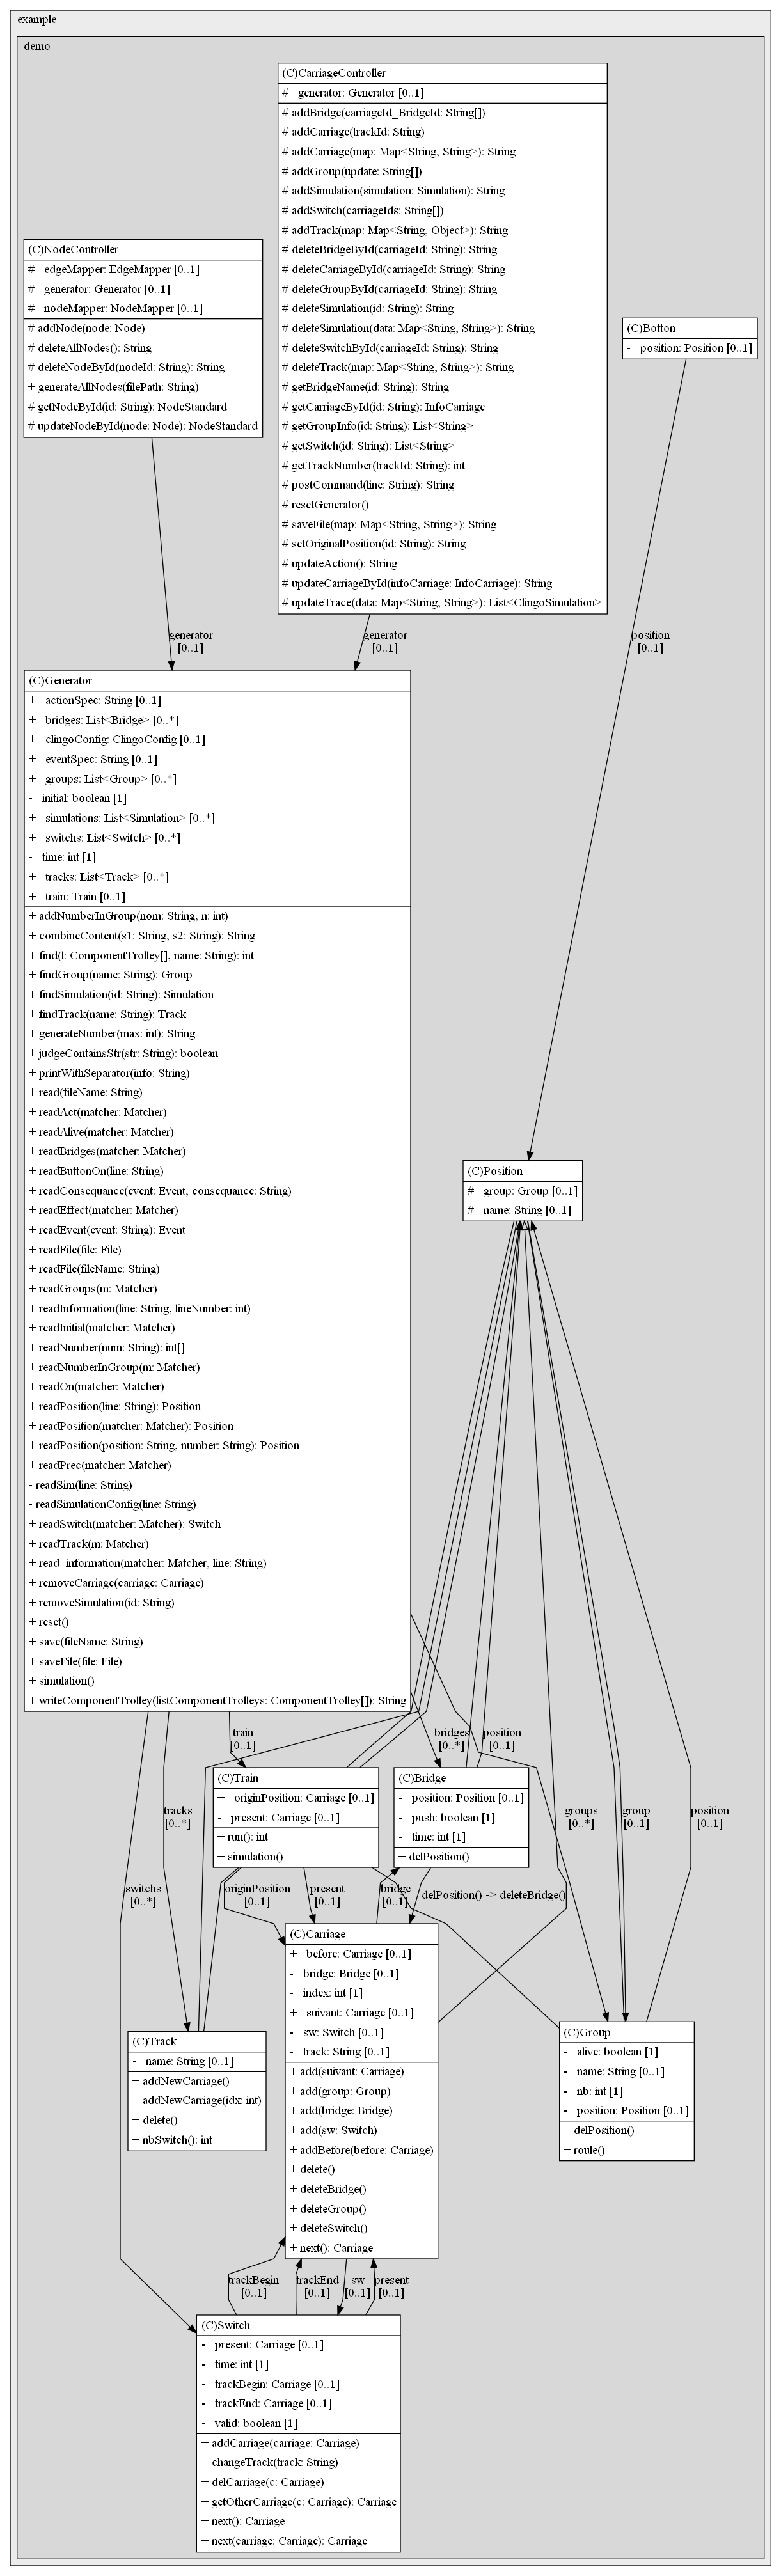 example
demo
(C)CarriageController
# generator: Generator [0..1]
# addBridge(carriageId_BridgeId: String[])
# addCarriage(trackId: String)
# addCarriage(map: Map<String, String>): String
# addGroup(update: String[])
# addSimulation(simulation: Simulation): String
# addSwitch(carriageIds: String[])
# addTrack(map: Map<String, Object>): String
# deleteBridgeById(carriageId: String): String
# deleteCarriageById(carriageId: String): String
# deleteGroupById(carriageId: String): String
# deleteSimulation(id: String): String
# deleteSimulation(data: Map<String, String>): String
# deleteSwitchById(carriageId: String): String
# deleteTrack(map: Map<String, String>): String
# getBridgeName(id: String): String
# getCarriageById(id: String): InfoCarriage
# getGroupInfo(id: String): List<String>
# getSwitch(id: String): List<String>
# getTrackNumber(trackId: String): int
# postCommand(line: String): String
# resetGenerator()
# saveFile(map: Map<String, String>): String
# setOriginalPosition(id: String): String
# updateAction(): String
# updateCarriageById(infoCarriage: InfoCarriage): String
# updateTrace(data: Map<String, String>): List<ClingoSimulation>
(C)NodeController
# edgeMapper: EdgeMapper [0..1]
# generator: Generator [0..1]
# nodeMapper: NodeMapper [0..1]
# addNode(node: Node)
# deleteAllNodes(): String
# deleteNodeById(nodeId: String): String
+ generateAllNodes(filePath: String)
# getNodeById(id: String): NodeStandard
# updateNodeById(node: Node): NodeStandard
(C)Botton
- position: Position [0..1]
generator
[0..1]
generator
[0..1]
position
[0..1]
(C)Generator
+ actionSpec: String [0..1]
+ bridges: List<Bridge> [0..*]
+ clingoConfig: ClingoConfig [0..1]
+ eventSpec: String [0..1]
+ groups: List<Group> [0..*]
- initial: boolean [1]
+ simulations: List<Simulation> [0..*]
+ switchs: List<Switch> [0..*]
- time: int [1]
+ tracks: List<Track> [0..*]
+ train: Train [0..1]
+ addNumberInGroup(nom: String, n: int)
+ combineContent(s1: String, s2: String): String
+ find(l: ComponentTrolley[], name: String): int
+ findGroup(name: String): Group
+ findSimulation(id: String): Simulation
+ findTrack(name: String): Track
+ generateNumber(max: int): String
+ judgeContainsStr(str: String): boolean
+ printWithSeparator(info: String)
+ read(fileName: String)
+ readAct(matcher: Matcher)
+ readAlive(matcher: Matcher)
+ readBridges(matcher: Matcher)
+ readButtonOn(line: String)
+ readConsequance(event: Event, consequance: String)
+ readEffect(matcher: Matcher)
+ readEvent(event: String): Event
+ readFile(file: File)
+ readFile(fileName: String)
+ readGroups(m: Matcher)
+ readInformation(line: String, lineNumber: int)
+ readInitial(matcher: Matcher)
+ readNumber(num: String): int[]
+ readNumberInGroup(m: Matcher)
+ readOn(matcher: Matcher)
+ readPosition(line: String): Position
+ readPosition(matcher: Matcher): Position
+ readPosition(position: String, number: String): Position
+ readPrec(matcher: Matcher)
- readSim(line: String)
- readSimulationConfig(line: String)
+ readSwitch(matcher: Matcher): Switch
+ readTrack(m: Matcher)
+ read_information(matcher: Matcher, line: String)
+ removeCarriage(carriage: Carriage)
+ removeSimulation(id: String)
+ reset()
+ save(fileName: String)
+ saveFile(file: File)
+ simulation()
+ writeComponentTrolley(listComponentTrolleys: ComponentTrolley[]): String
(C)Position
# group: Group [0..1]
# name: String [0..1]
train
[0..1]
bridges
[0..*]
position
[0..1]
(C)Train
+ originPosition: Carriage [0..1]
- present: Carriage [0..1]
+ run(): int
+ simulation()
(C)Bridge
- position: Position [0..1]
- push: boolean [1]
- time: int [1]
+ delPosition()
tracks
[0..*]
groups
[0..*]
group
[0..1]
position
[0..1]
switchs
[0..*]
originPosition
[0..1]
present
[0..1]
bridge
[0..1]
delPosition() -> deleteBridge()
(C)Carriage
+ before: Carriage [0..1]
- bridge: Bridge [0..1]
- index: int [1]
+ suivant: Carriage [0..1]
- sw: Switch [0..1]
- track: String [0..1]
+ add(suivant: Carriage)
+ add(group: Group)
+ add(bridge: Bridge)
+ add(sw: Switch)
+ addBefore(before: Carriage)
+ delete()
+ deleteBridge()
+ deleteGroup()
+ deleteSwitch()
+ next(): Carriage
(C)Track
- name: String [0..1]
+ addNewCarriage()
+ addNewCarriage(idx: int)
+ delete()
+ nbSwitch(): int
(C)Group
- alive: boolean [1]
- name: String [0..1]
- nb: int [1]
- position: Position [0..1]
+ delPosition()
+ roule()
trackBegin
[0..1]
trackEnd
[0..1]
sw
[0..1]
present
[0..1]
(C)Switch
- present: Carriage [0..1]
- time: int [1]
- trackBegin: Carriage [0..1]
- trackEnd: Carriage [0..1]
- valid: boolean [1]
+ addCarriage(carriage: Carriage)
+ changeTrack(track: String)
+ delCarriage(c: Carriage)
+ getOtherCarriage(c: Carriage): Carriage
+ next(): Carriage
+ next(carriage: Carriage): Carriage